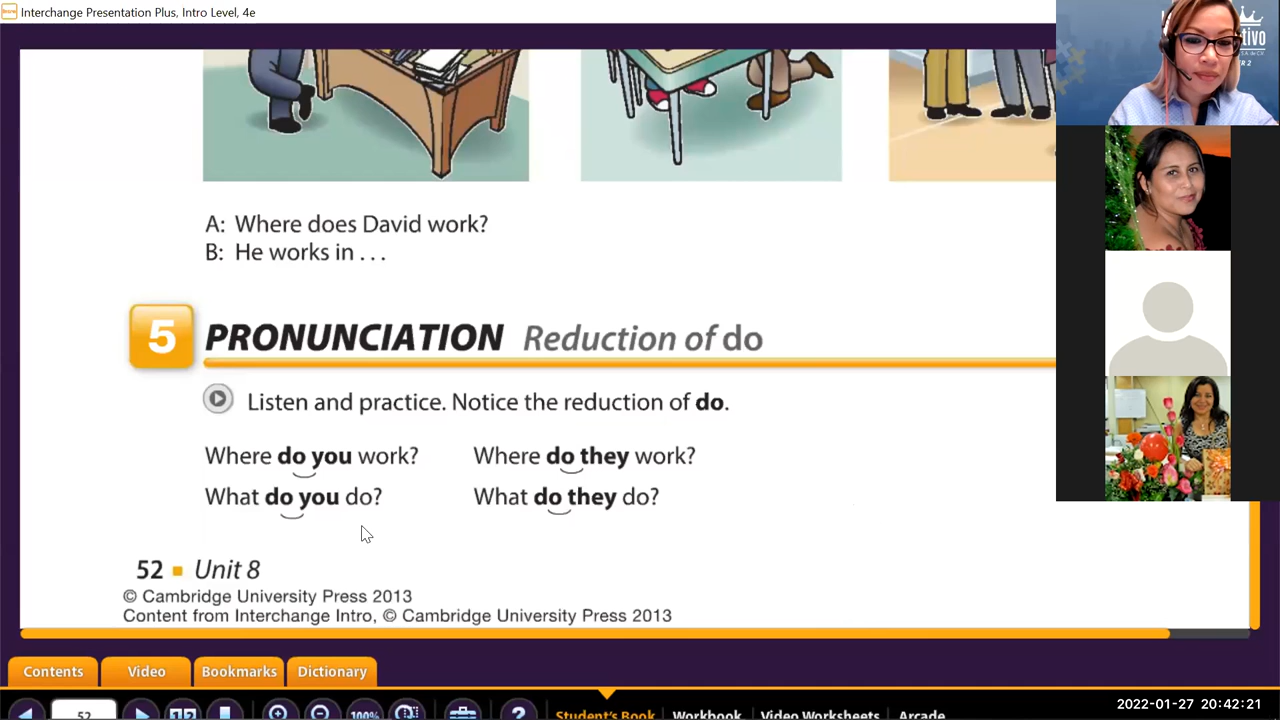 Interchange Presentation Plus, Intro Level, 4e
A: Where does David work?
B: He works in . . .
5 PRONUNCIATION Reduction of do
Listen and practice. Notice the reduction of do.
Where do you work? Where do they work?
What do you do? What do they do?
52 ■ Unit 8
© Cambridge University Press 2013
Content from Interchange Intro, © Cambridge University Press 2013
Contents Video Bookmarks Dictionary
52 100% ? Student's Book Workbook Video Worksheets Arcade
2022-01-27 20:42:21